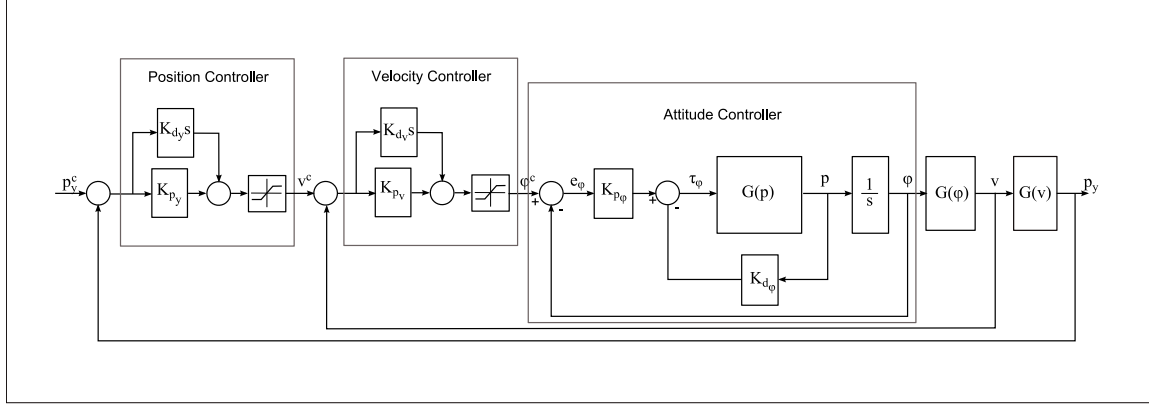 Position Controller
Velocity Controller
Attitude Controller
K_{d_y}s
K_{d_v}s
p_y^c
K_{p_y}
v^c
K_{p_v}
φ^c
+
-
e_φ
K_{p_φ}
+
-
τ_φ
G(p)
p
1
s
φ
G(φ)
v
G(v)
p_y
K_{d_φ}